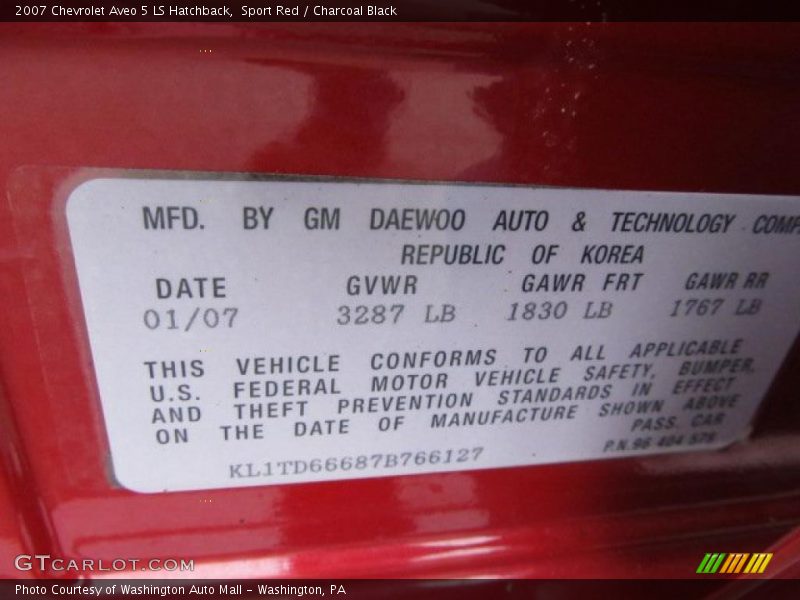 2007 Chevrolet Aveo 5 LS Hatchback, Sport Red / Charcoal Black
MFD. BY GM DAEWOO AUTO & TECHNOLOGY COMP
REPUBLIC OF KOREA
DATE GVWR GAWR FRT GAWR RR
01/07 3287 LB 1830 LB 1767 LB
THIS VEHICLE CONFORMS TO ALL APPLICABLE
U.S. FEDERAL MOTOR VEHICLE SAFETY, BUMPER,
AND THEFT PREVENTION STANDARDS IN EFFECT
ON THE DATE OF MANUFACTURE SHOWN ABOVE
PASS. CAR
KL1TD66687B766127 P.N.96 404 576
GTCARLOT.COM
Photo Courtesy of Washington Auto Mall - Washington, PA